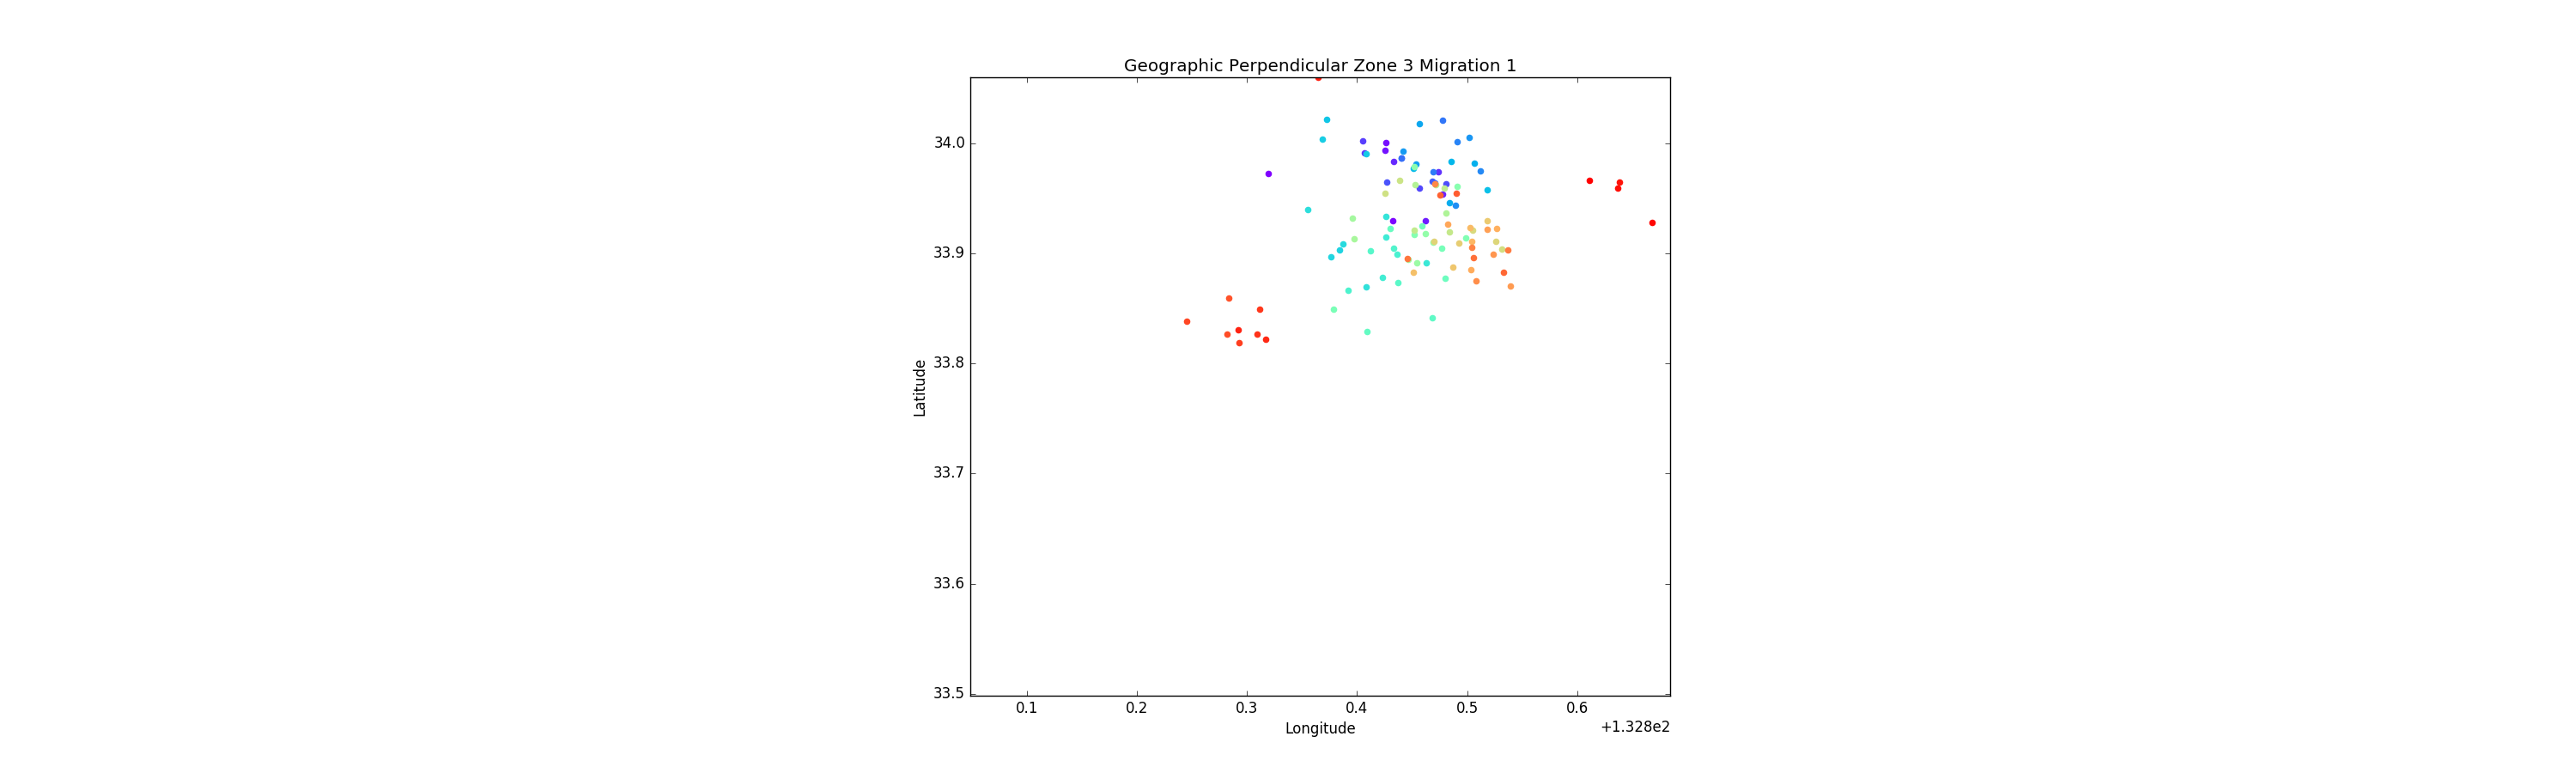 Geographic Perpendicular Zone 3 Migration 1
34.0
33.9
33.8
33.7
33.6
33.5
Latitude
0.1 0.2 0.3 0.4 0.5 0.6
Longitude
+1.328e2